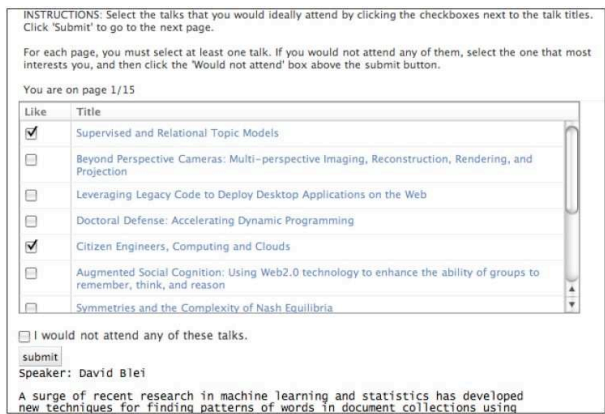 INSTRUCTIONS: Select the talks that you would ideally attend by clicking the checkboxes next to the talk titles.
Click 'Submit' to go to the next page.
For each page, you must select at least one talk. If you would not attend any of them, select the one that most
interests you, and then click the 'Would not attend' box above the submit button.
You are on page 1/15
Like Title
Supervised and Relational Topic Models
Beyond Perspective Cameras: Multi-perspective Imaging, Reconstruction, Rendering, and
Projection
Leveraging Legacy Code to Deploy Desktop Applications on the Web
Doctoral Defense: Accelerating Dynamic Programming
Citizen Engineers, Computing and Clouds
Augmented Social Cognition: Using Web2.0 technology to enhance the ability of groups to
remember, think, and reason
Symmetries and the Complexity of Nash Equilibria
I would not attend any of these talks.
submit
Speaker: David Blei
A surge of recent research in machine learning and statistics has developed
new techniques for finding patterns of words in document collections using